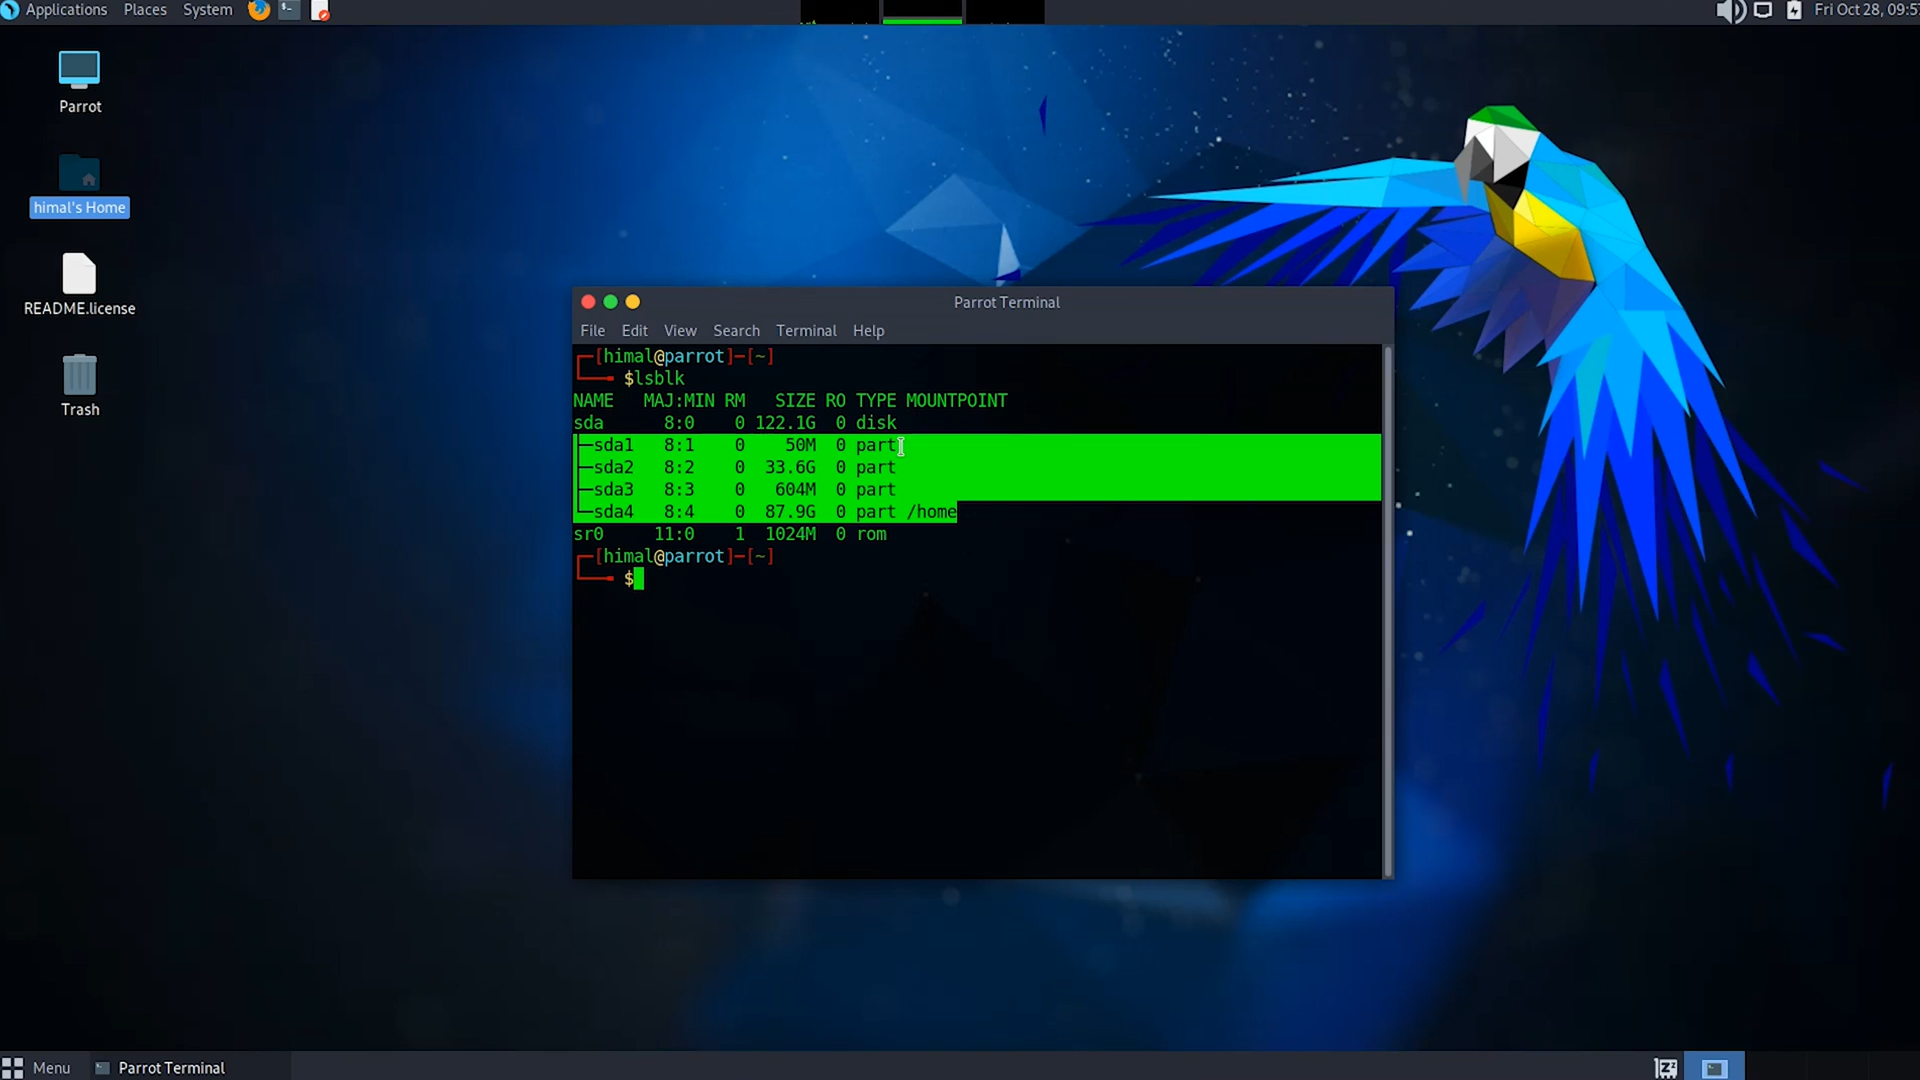 Applications Places System
Fri Oct 28, 09:5
Parrot
himal's Home
README.license
Trash
Parrot Terminal
File Edit View Search Terminal Help
┌─[himal@parrot]─[~]
└──╼ $lsblk
NAME   MAJ:MIN RM   SIZE RO TYPE MOUNTPOINT
sda      8:0    0 122.1G  0 disk
├─sda1   8:1    0    50M  0 part
├─sda2   8:2    0  33.6G  0 part
├─sda3   8:3    0   604M  0 part
└─sda4   8:4    0  87.9G  0 part /home
sr0     11:0    1  1024M  0 rom
┌─[himal@parrot]─[~]
└──╼ $
Menu Parrot Terminal